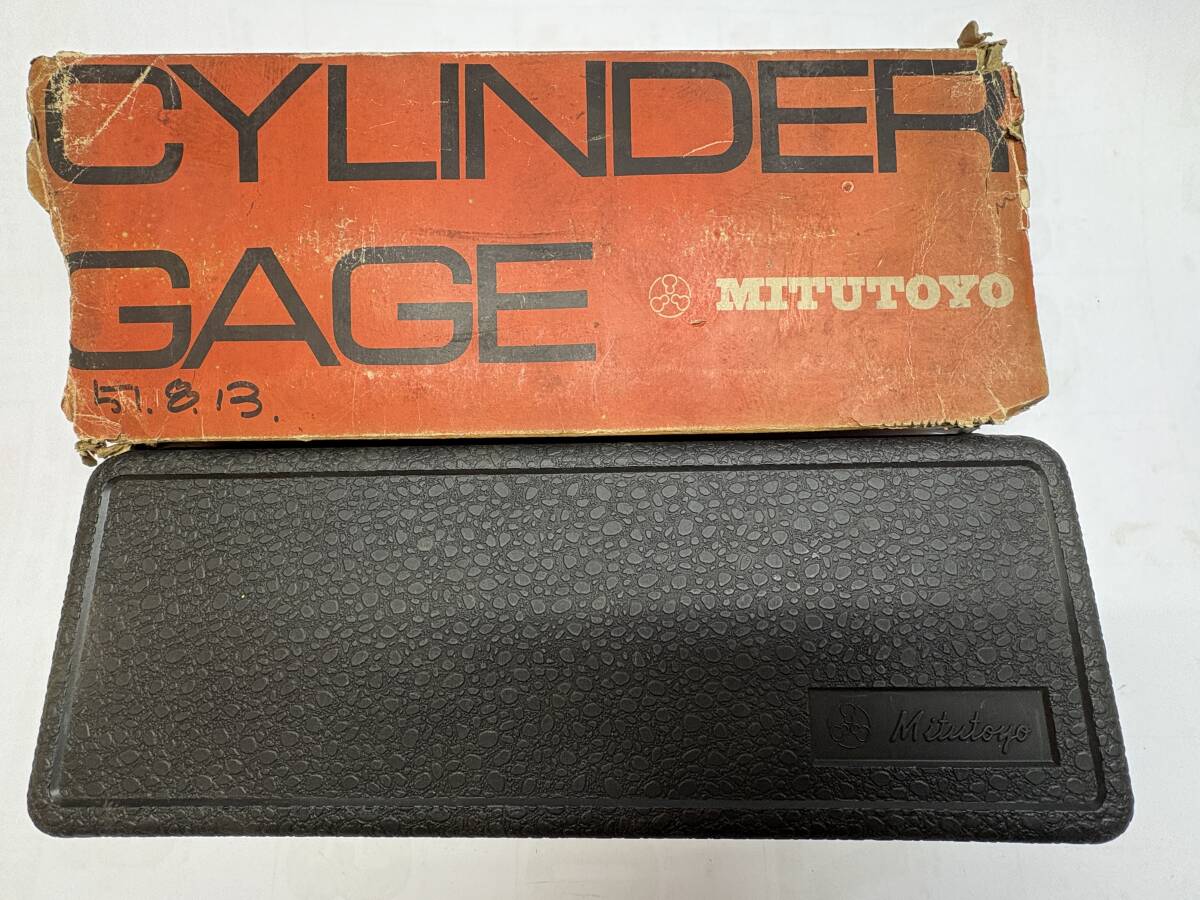 CYLINDER
GAGE
MITUTOYO
51.8.13.
Mitutoyo